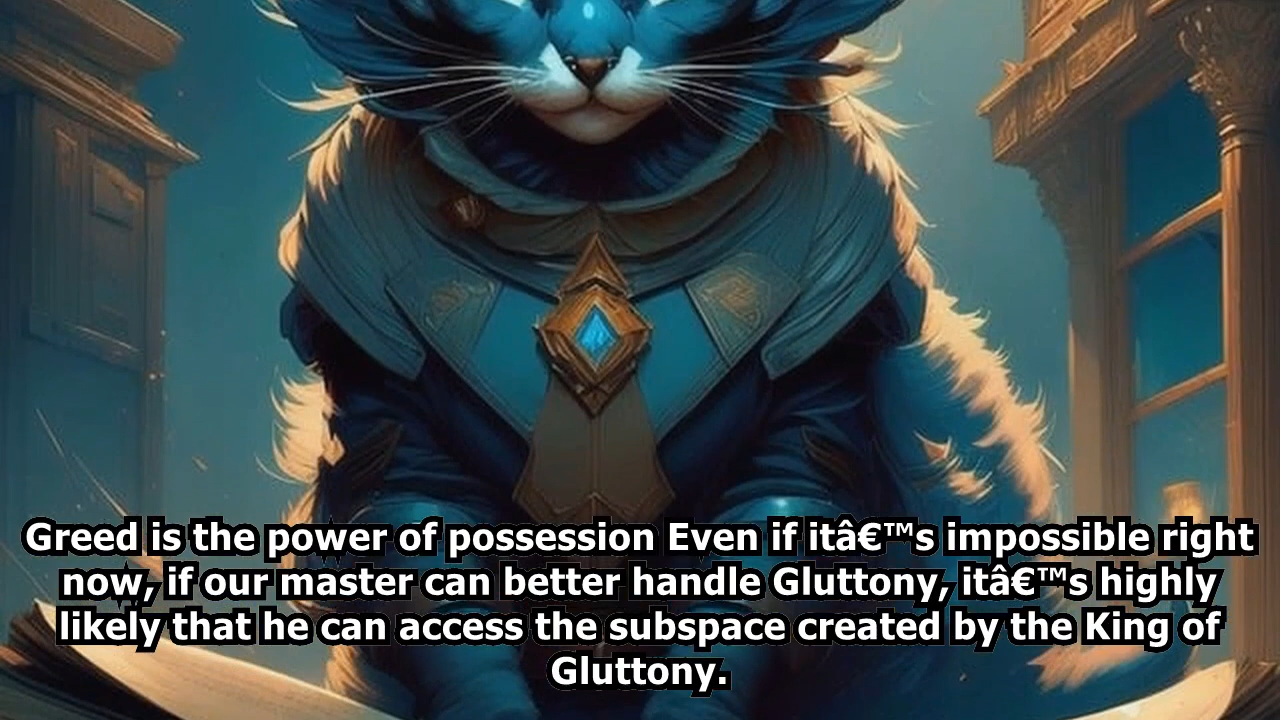 Greed is the power of possession Even if itâ€™s impossible right
now, if our master can better handle Gluttony, itâ€™s highly
likely that he can access the subspace created by the King of
Gluttony.